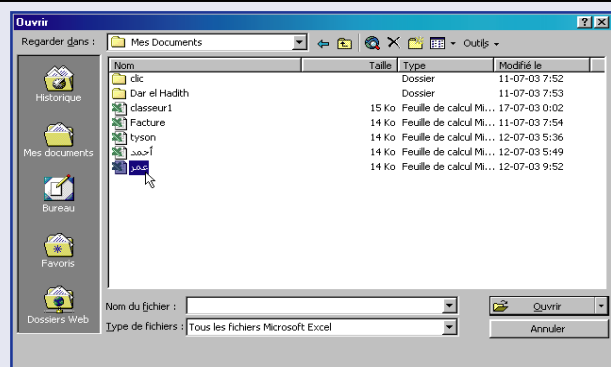 Ouvrir
Regarder dans : Mes Documents Outils
Nom Taille Type Modifié le
clic Dossier 11-07-03 7:52
Dar el Hadith Dossier 11-07-03 7:53
classeur1 15 Ko Feuille de calcul Mi... 17-07-03 0:02
Facture 14 Ko Feuille de calcul Mi... 11-07-03 7:54
tyson 14 Ko Feuille de calcul Mi... 12-07-03 5:36
أحمد 14 Ko Feuille de calcul Mi... 12-07-03 5:49
عمر 14 Ko Feuille de calcul Mi... 12-07-03 9:52
Historique
Mes documents
Bureau
Favoris
Dossiers Web
Nom du fichier : Ouvrir
Type de fichiers : Tous les fichiers Microsoft Excel Annuler